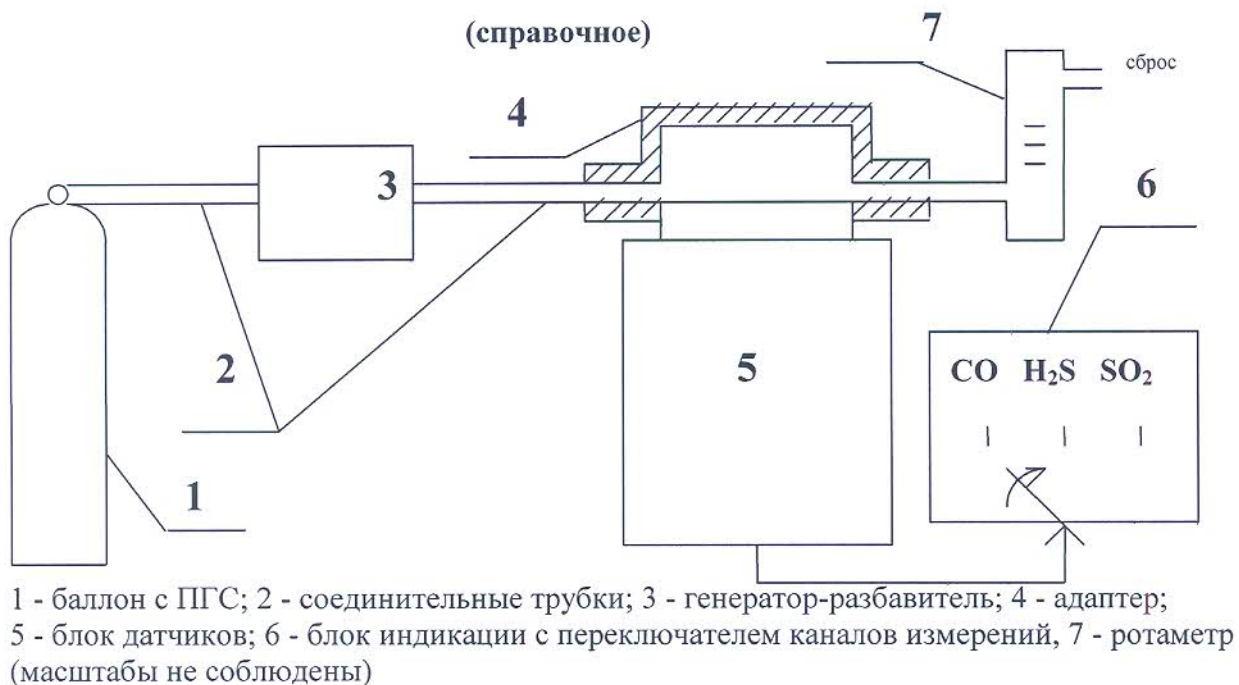 (справочное)
7
сброс
4
3
6
2
5
CO H₂S SO₂
1
1 - баллон с ПГС; 2 - соединительные трубки; 3 - генератор-разбавитель; 4 - адаптер;
5 - блок датчиков; 6 - блок индикации с переключателем каналов измерений, 7 - ротаметр
(масштабы не соблюдены)